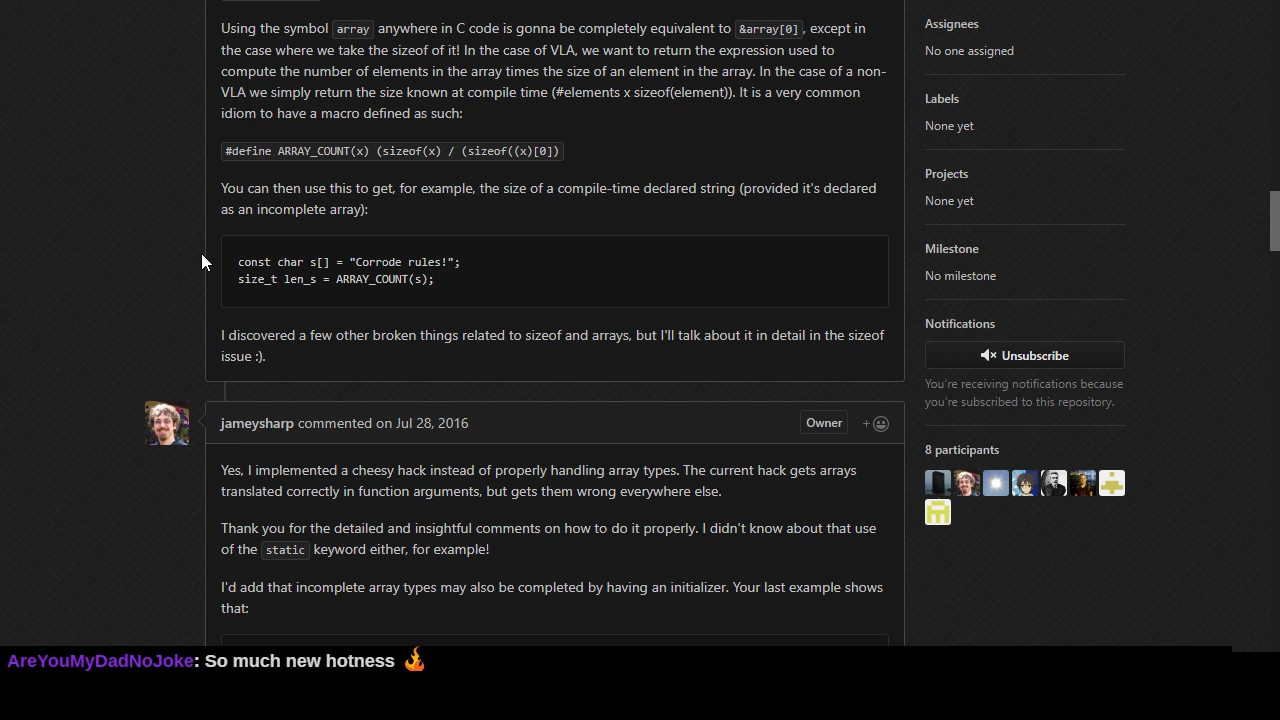 Using the symbol array anywhere in C code is gonna be completely equivalent to &array[0], except in
the case where we take the sizeof of it! In the case of VLA, we want to return the expression used to
compute the number of elements in the array times the size of an element in the array. In the case of a non-
VLA we simply return the size known at compile time (#elements x sizeof(element)). It is a very common
idiom to have a macro defined as such:
#define ARRAY_COUNT(x) (sizeof(x) / (sizeof((x)[0])
You can then use this to get, for example, the size of a compile-time declared string (provided it's declared
as an incomplete array):
const char s[] = "Corrode rules!";
size_t len_s = ARRAY_COUNT(s);
I discovered a few other broken things related to sizeof and arrays, but I'll talk about it in detail in the sizeof
issue :).
jameysharp commented on Jul 28, 2016
Owner
+
Yes, I implemented a cheesy hack instead of properly handling array types. The current hack gets arrays
translated correctly in function arguments, but gets them wrong everywhere else.
Thank you for the detailed and insightful comments on how to do it properly. I didn't know about that use
of the static keyword either, for example!
I'd add that incomplete array types may also be completed by having an initializer. Your last example shows
that:
Assignees
No one assigned
Labels
None yet
Projects
None yet
Milestone
No milestone
Notifications
Unsubscribe
You're receiving notifications because
you're subscribed to this repository.
8 participants
AreYouMyDadNoJoke: So much new hotness 🔥